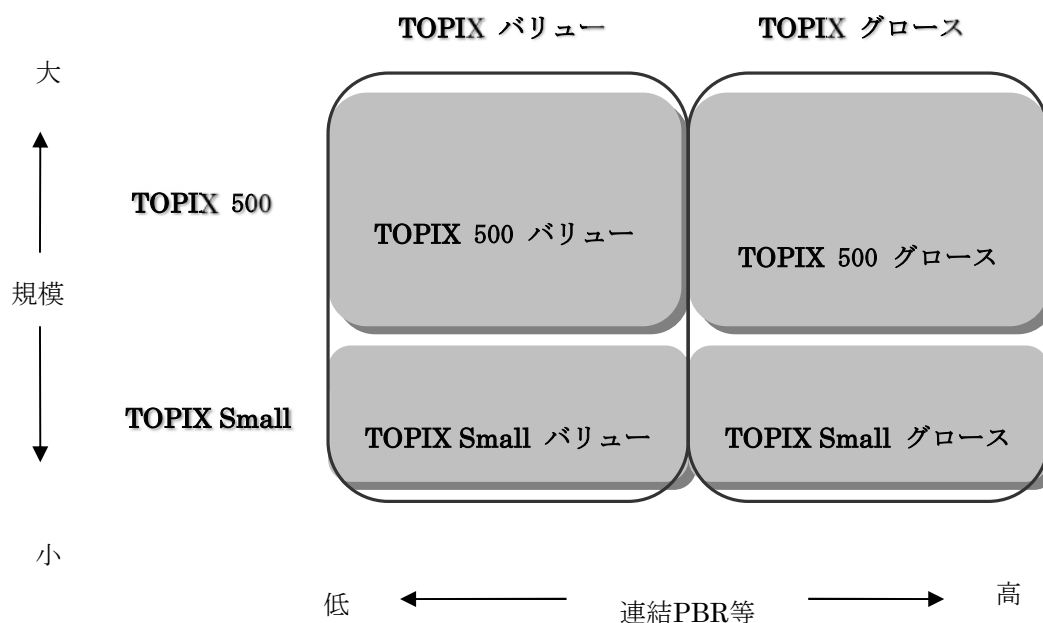 TOPIX バリュー
TOPIX グロース
大
TOPIX 500
TOPIX 500 バリュー
TOPIX 500 グロース
規模
TOPIX Small
TOPIX Small バリュー
TOPIX Small グロース
小
低
連結PBR等
高